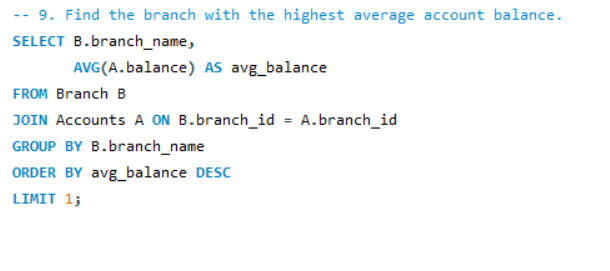 -- 9. Find the branch with the highest average account balance.
SELECT B.branch_name,
       AVG(A.balance) AS avg_balance
FROM Branch B
JOIN Accounts A ON B.branch_id = A.branch_id
GROUP BY B.branch_name
ORDER BY avg_balance DESC
LIMIT 1;